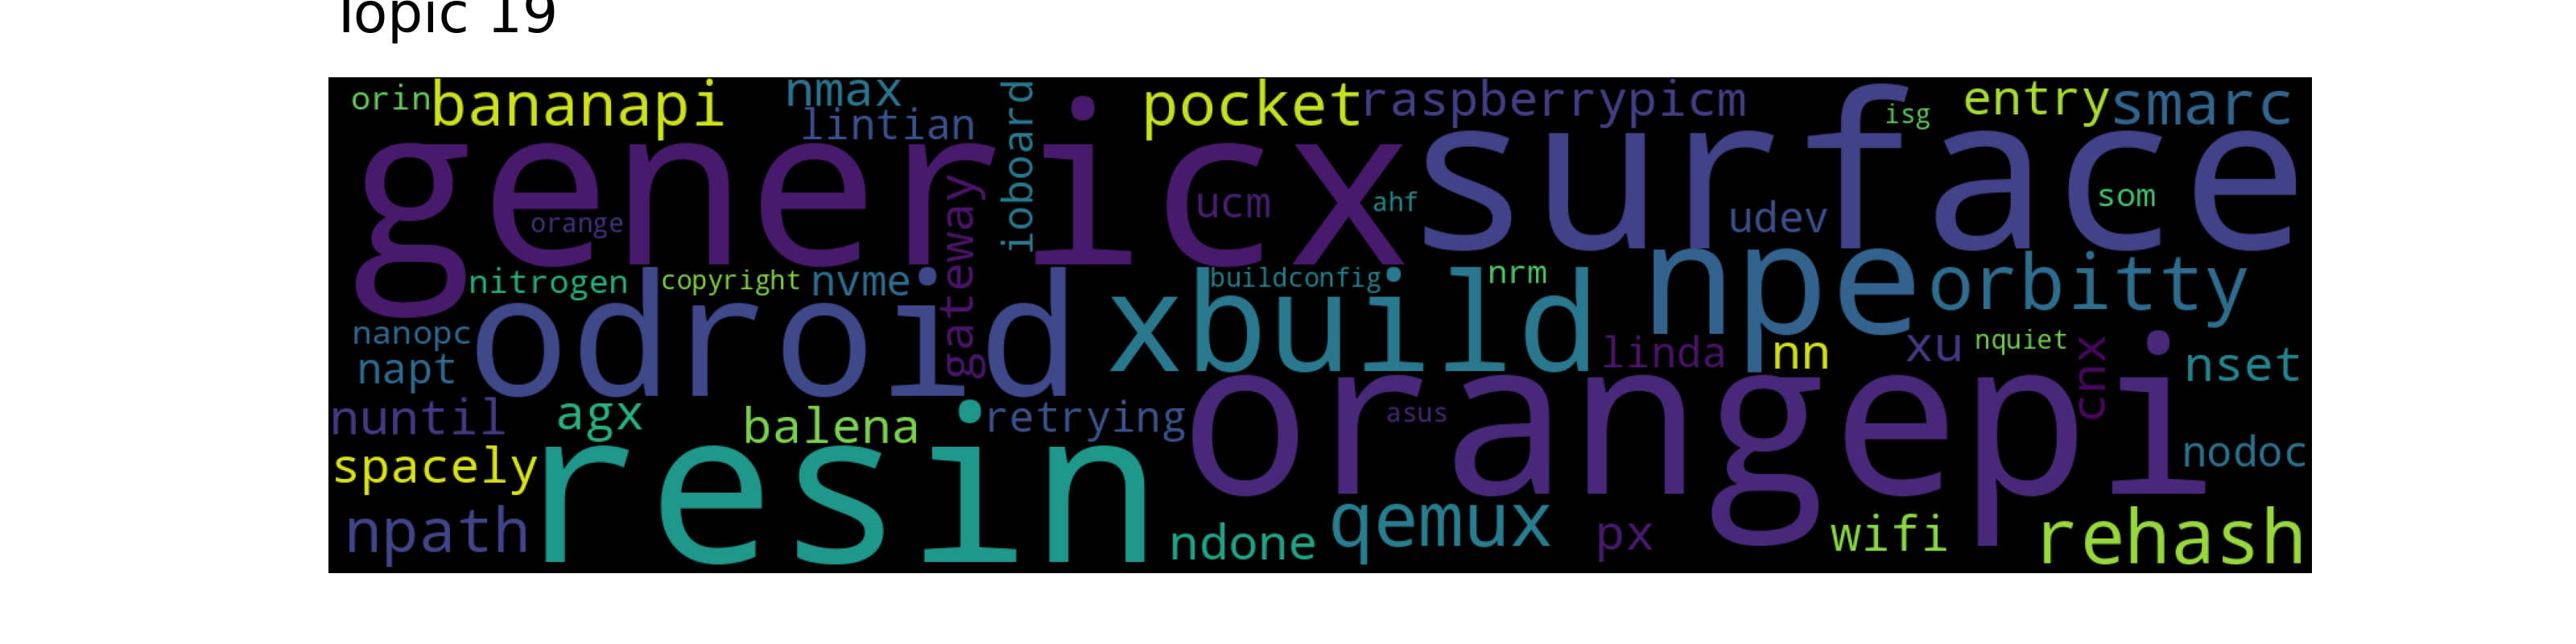 Topic 19
orin bananapi nmax ioboard pocket raspberrypicm isg entry smarc
lintian
genericx surface
orange gateway ucm ahf udev som
nitrogen copyright nvme buildconfig nrm npe orbitty
nanopc odroid xbuild linda nn xu nquiet cnx nset
napt
nuntil agx balena retrying orangepi asus nodoc
spacely resin
npath ndone qemux px wifi rehash